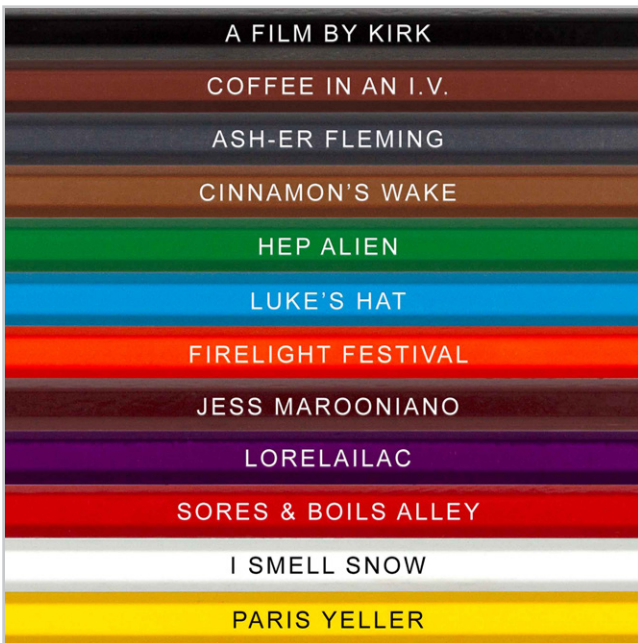 A FILM BY KIRK
COFFEE IN AN I.V.
ASH-ER FLEMING
CINNAMON'S WAKE
HEP ALIEN
LUKE'S HAT
FIRELIGHT FESTIVAL
JESS MAROONIANO
LORELAILAC
SORES & BOILS ALLEY
I SMELL SNOW
PARIS YELLER